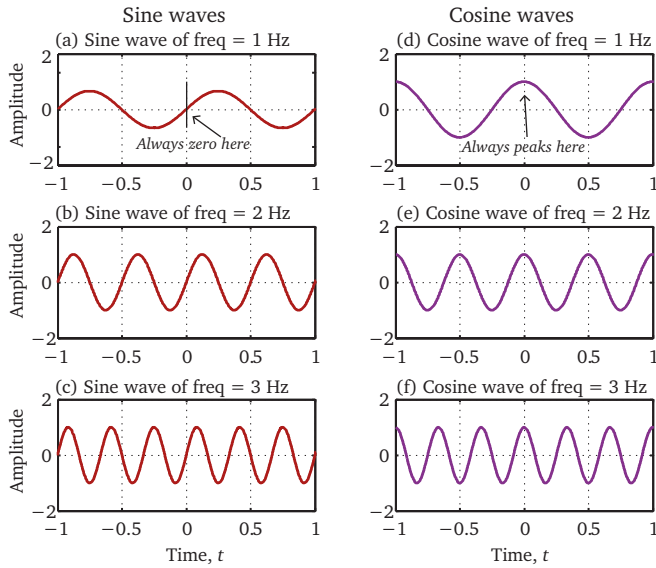 Sine waves Cosine waves
(a) Sine wave of freq = 1 Hz (d) Cosine wave of freq = 1 Hz
Amplitude
2
0
−2
Always zero here
−1 −0.5 0 0.5 1
2
0
−2
Always peaks here
−1 −0.5 0 0.5 1
(b) Sine wave of freq = 2 Hz (e) Cosine wave of freq = 2 Hz
Amplitude
2
0
−2
−1 −0.5 0 0.5 1
2
0
−2
−1 −0.5 0 0.5 1
(c) Sine wave of freq = 3 Hz (f) Cosine wave of freq = 3 Hz
Amplitude
2
0
−2
−1 −0.5 0 0.5 1
2
0
−2
−1 −0.5 0 0.5 1
Time, t Time, t